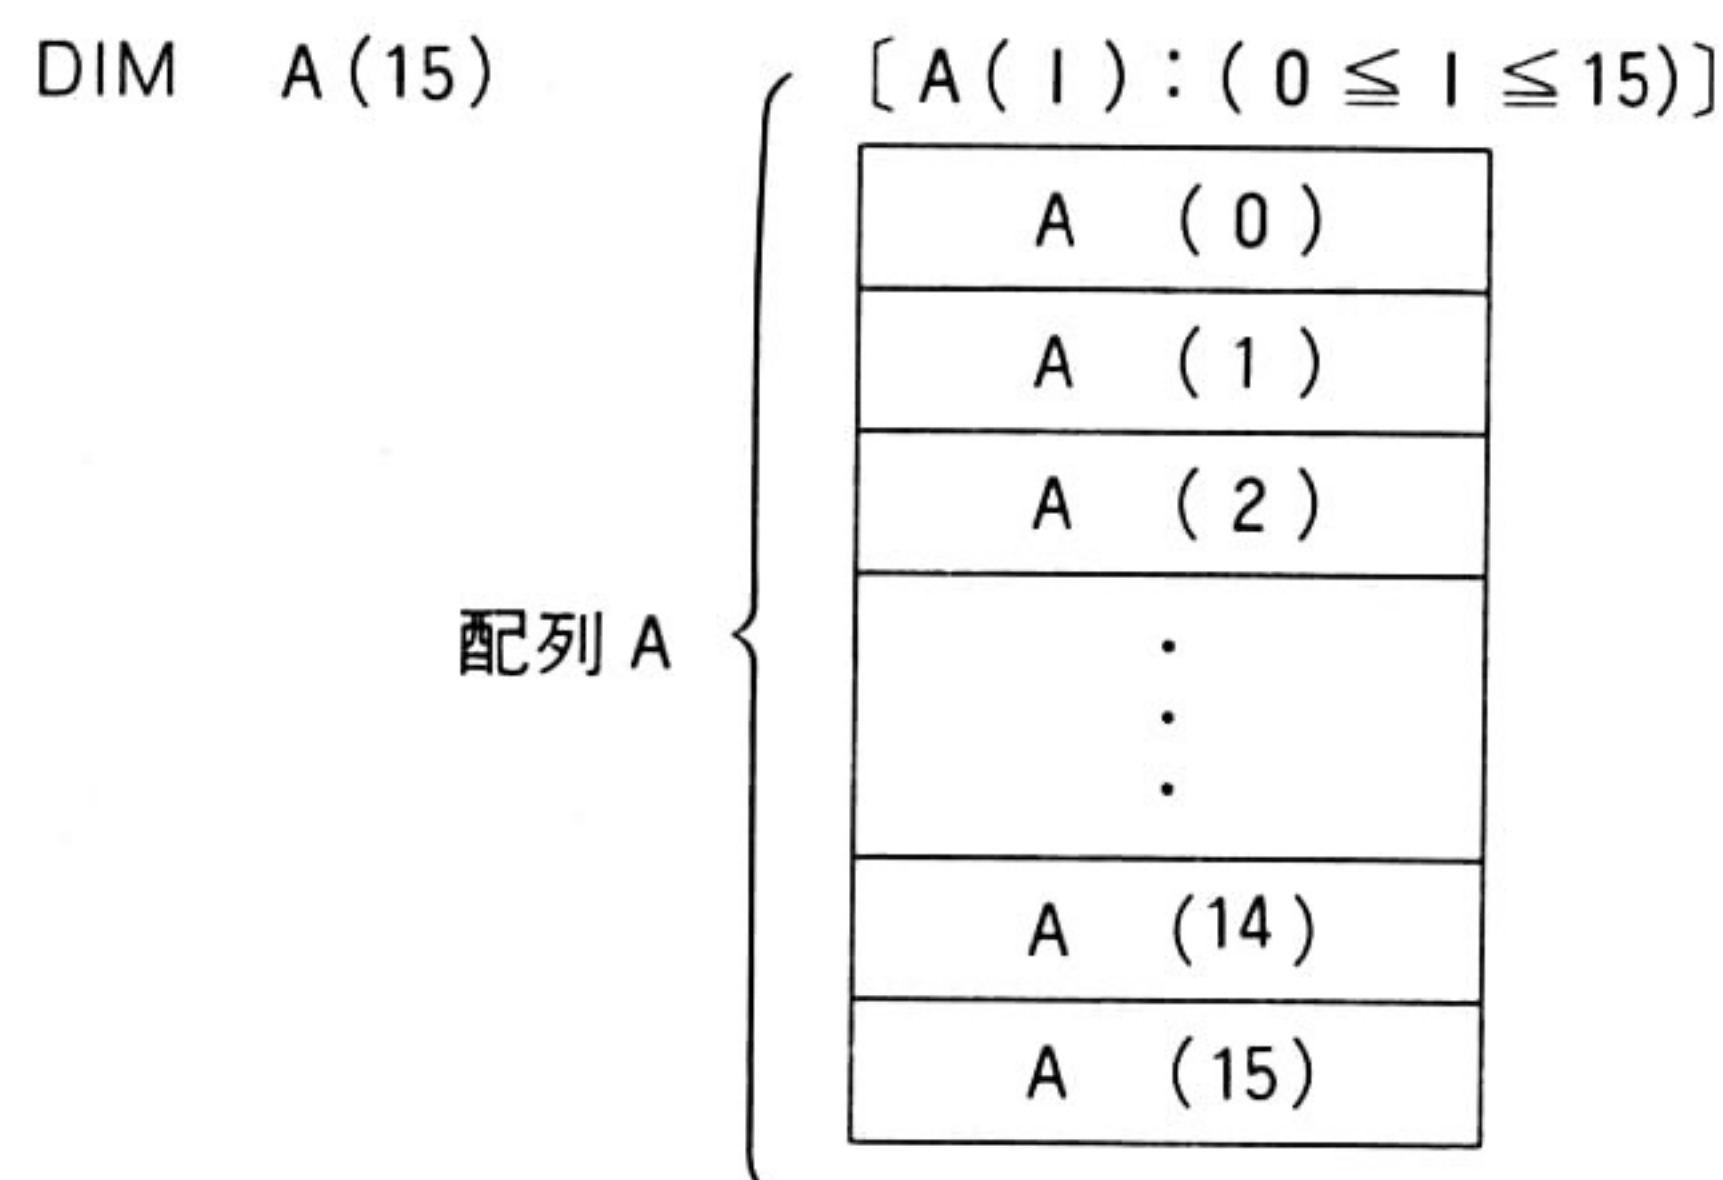 DIM A(15) 〔A(I):(0≦I≦15)〕
A (0)
A (1)
A (2)
配列 A
A (14)
A (15)